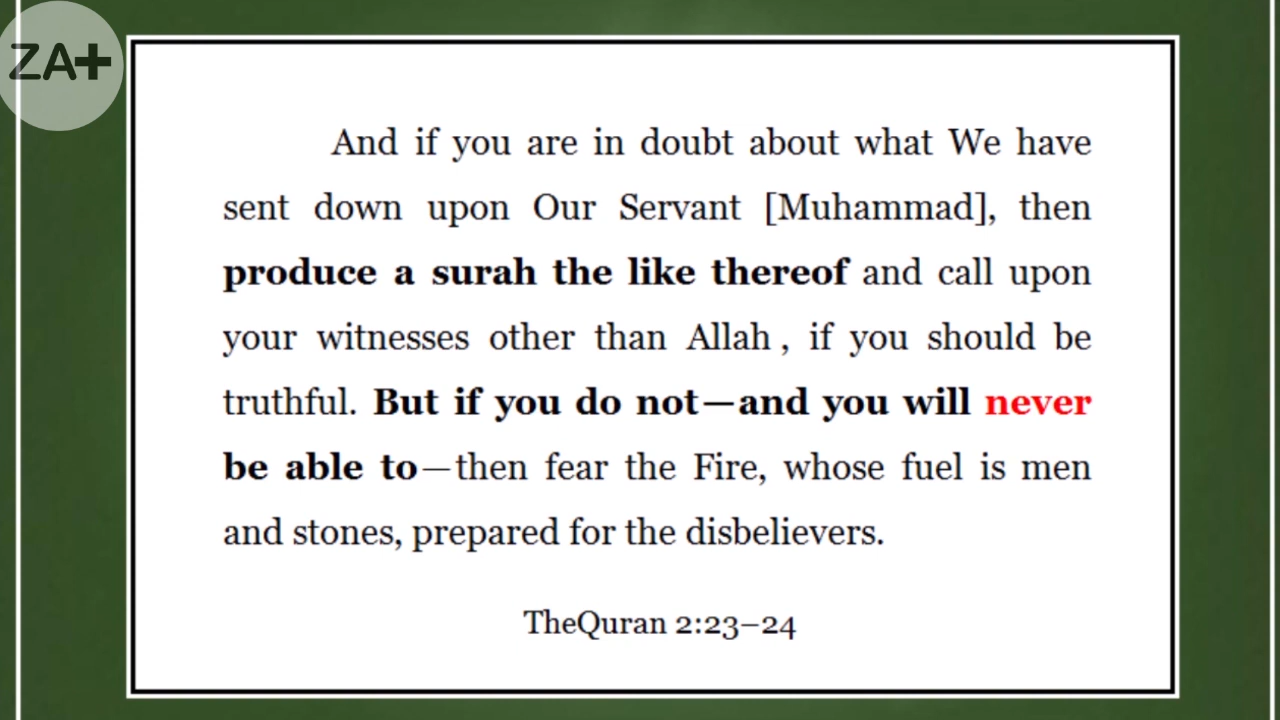 ZA+
And if you are in doubt about what We have
sent down upon Our Servant [Muhammad], then
produce a surah the like thereof and call upon
your witnesses other than Allah , if you should be
truthful. But if you do not—and you will never
be able to—then fear the Fire, whose fuel is men
and stones, prepared for the disbelievers.
TheQuran 2:23–24